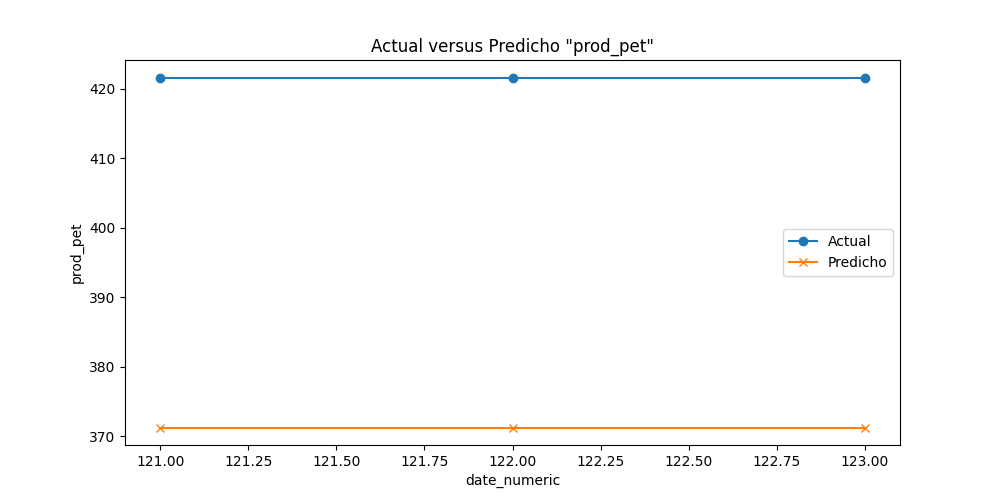 Actual versus Predicho "prod_pet"
420
410
400
390
380
370
prod_pet
Actual
Predicho
121.00 121.25 121.50 121.75 122.00 122.25 122.50 122.75 123.00
date_numeric